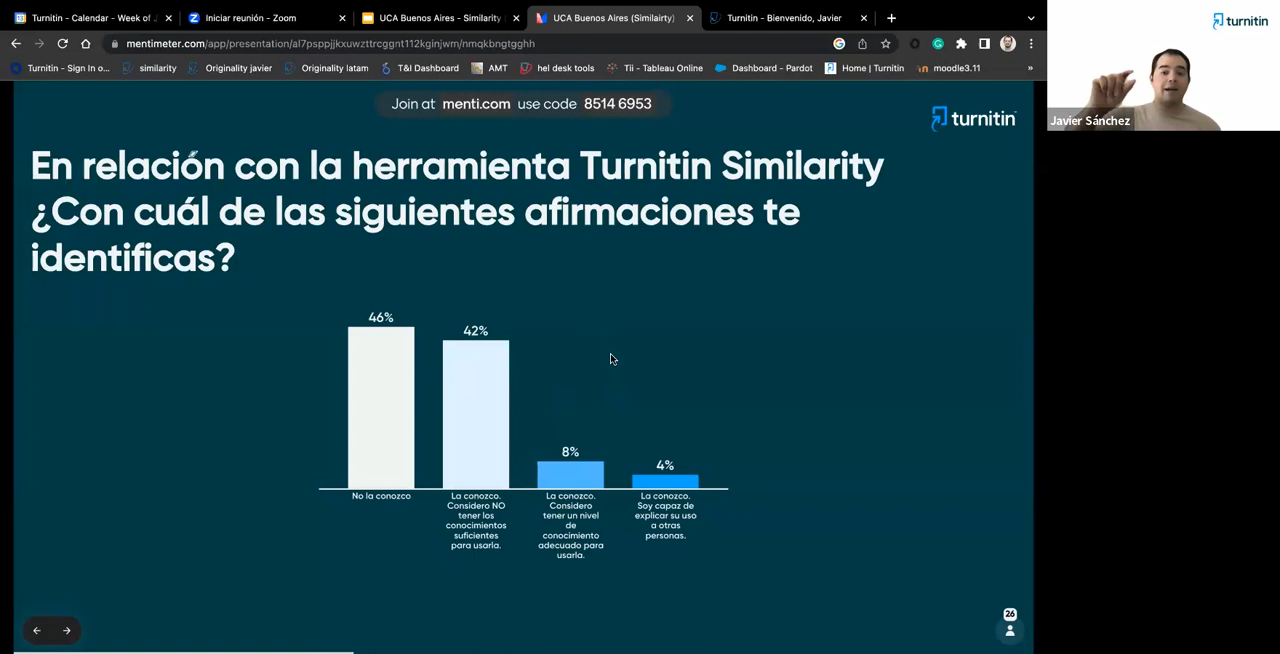 Turnitin - Calendar - Week of J
Iniciar reunión - Zoom
UCA Buenos Aires - Similarity
UCA Buenos Aires (Similairty)
Turnitin - Bienvenido, Javier
mentimeter.com/app/presentation/al7psppjjkxuwzttrcggnt112kginjwm/nmqkbngtgghh
Turnitin - Sign In o...
similarity
Originality javier
Originality latam
T&I Dashboard
AMT
hel desk tools
Tii - Tableau Online
Dashboard - Pardot
Home | Turnitin
moodle3.11
»
turnitin
Javier Sánchez
Join at menti.com use code 8514 6953
turnitin
En relación con la herramienta Turnitin Similarity
¿Con cuál de las siguientes afirmaciones te
identificas?
46%
42%
8%
4%
No la conozco
La conozco.
Considero NO
tener los
conocimientos
suficientes
para usarla.
La conozco.
Considero
tener un nivel
de
conocimiento
adecuado para
usarla.
La conozco.
Soy capaz de
explicar su uso
a otras
personas.
26